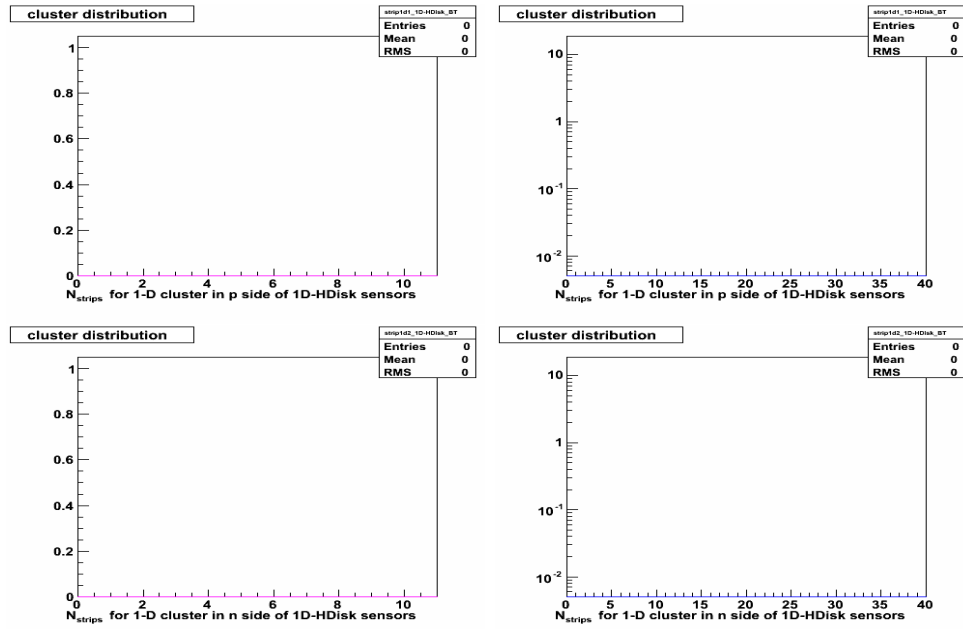 cluster distribution
strip1d1_1D-HDisk_BT
Entries 0
Mean 0
RMS 0
1
0.8
0.6
0.4
0.2
0
0 2 4 6 8 10
N_strips for 1-D cluster in p side of 1D-HDisk sensors
cluster distribution
strip1d1_1D-HDisk_BT
Entries 0
Mean 0
RMS 0
10
1
10^-1
10^-2
0 5 10 15 20 25 30 35 40
N_strips for 1-D cluster in p side of 1D-HDisk sensors
cluster distribution
strip1d2_1D-HDisk_BT
Entries 0
Mean 0
RMS 0
1
0.8
0.6
0.4
0.2
0
0 2 4 6 8 10
N_strips for 1-D cluster in n side of 1D-HDisk sensors
cluster distribution
strip1d2_1D-HDisk_BT
Entries 0
Mean 0
RMS 0
10
1
10^-1
10^-2
0 5 10 15 20 25 30 35 40
N_strips for 1-D cluster in n side of 1D-HDisk sensors